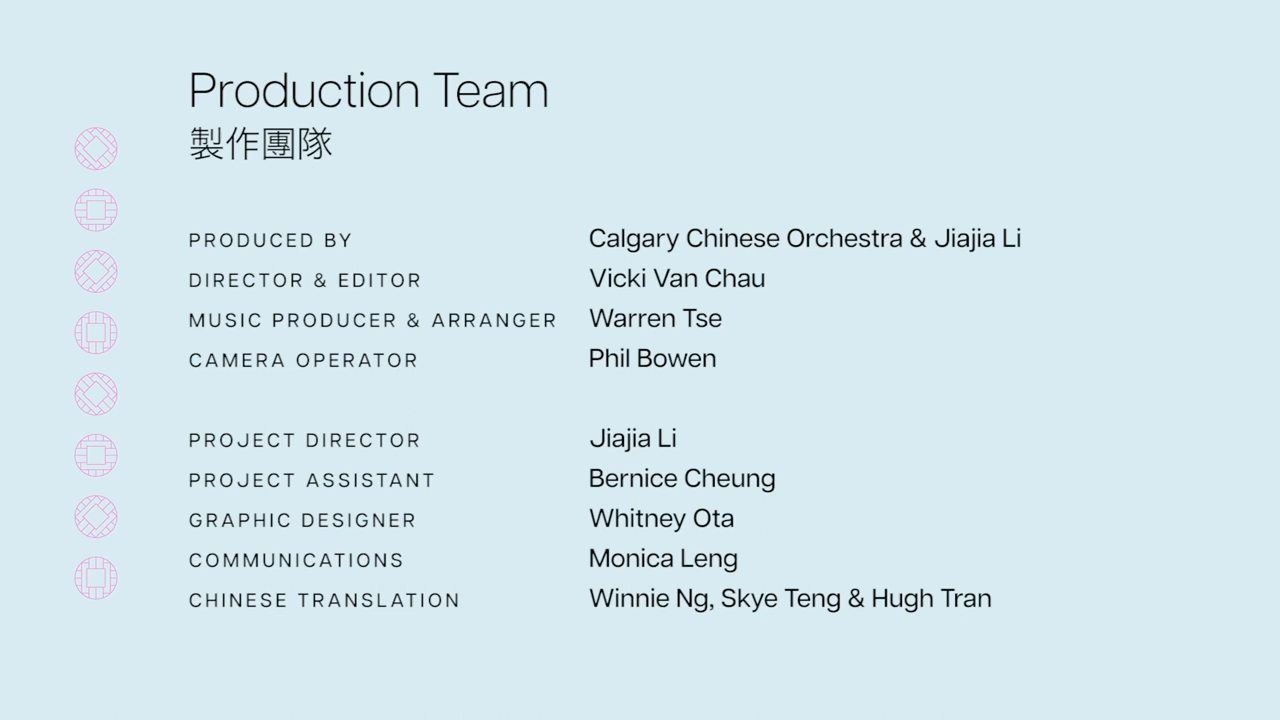 Production Team
製作團隊
PRODUCED BY Calgary Chinese Orchestra & Jiajia Li
DIRECTOR & EDITOR Vicki Van Chau
MUSIC PRODUCER & ARRANGER Warren Tse
CAMERA OPERATOR Phil Bowen
PROJECT DIRECTOR Jiajia Li
PROJECT ASSISTANT Bernice Cheung
GRAPHIC DESIGNER Whitney Ota
COMMUNICATIONS Monica Leng
CHINESE TRANSLATION Winnie Ng, Skye Teng & Hugh Tran